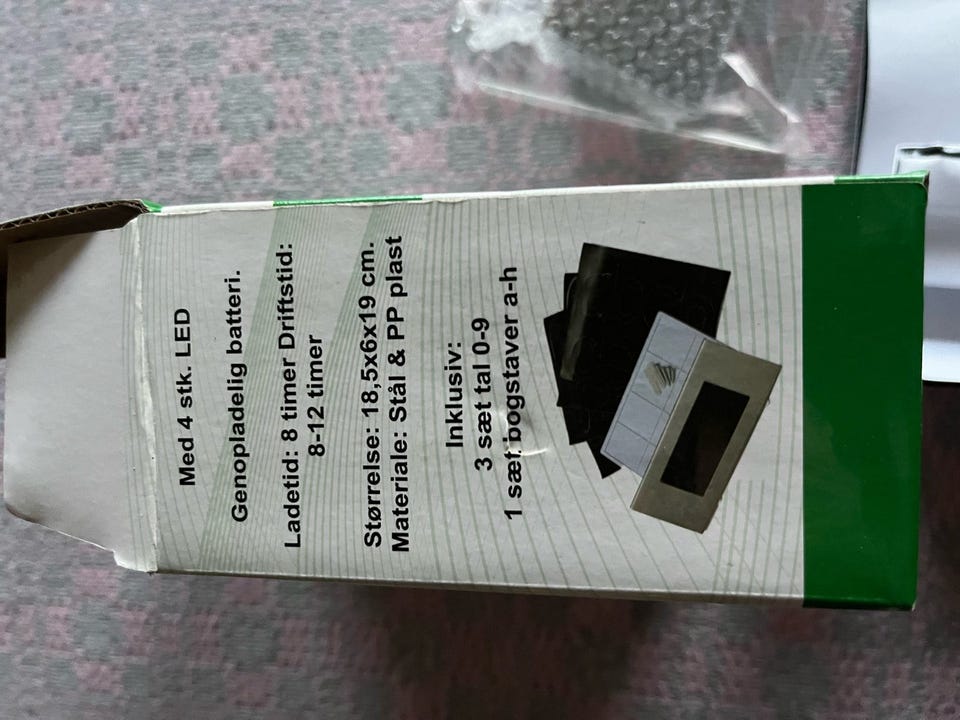 Med 4 stk. LED
Genopladelig batteri.
Ladetid: 8 timer Driftstid:
8-12 timer
Størrelse: 18,5x6x19 cm.
Materiale: Stål & PP plast
Inklusiv:
3 sæt tal 0-9
1 sæt bogstaver a-h